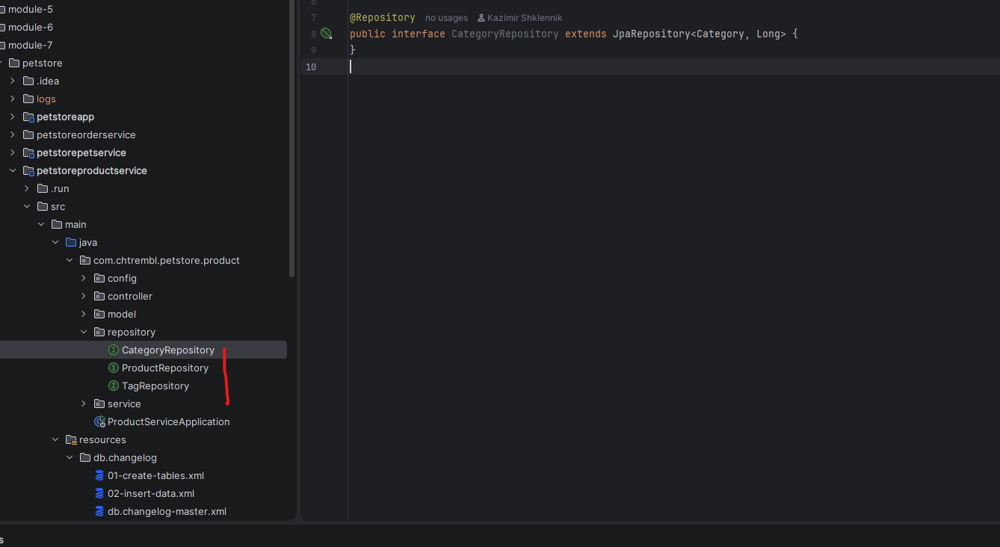 module-5
module-6
module-7
petstore
.idea
logs
petstoreapp
petstoreorderservice
petstorepetservice
petstoreproductservice
.run
src
main
java
com.chtrembl.petstore.product
config
controller
model
repository
CategoryRepository
ProductRepository
TagRepository
service
ProductServiceApplication
resources
db.changelog
01-create-tables.xml
02-insert-data.xml
db.changelog-master.xml
7 @Repository no usages Kazimir Shklennik
8 public interface CategoryRepository extends JpaRepository<Category, Long> {
9 }
10